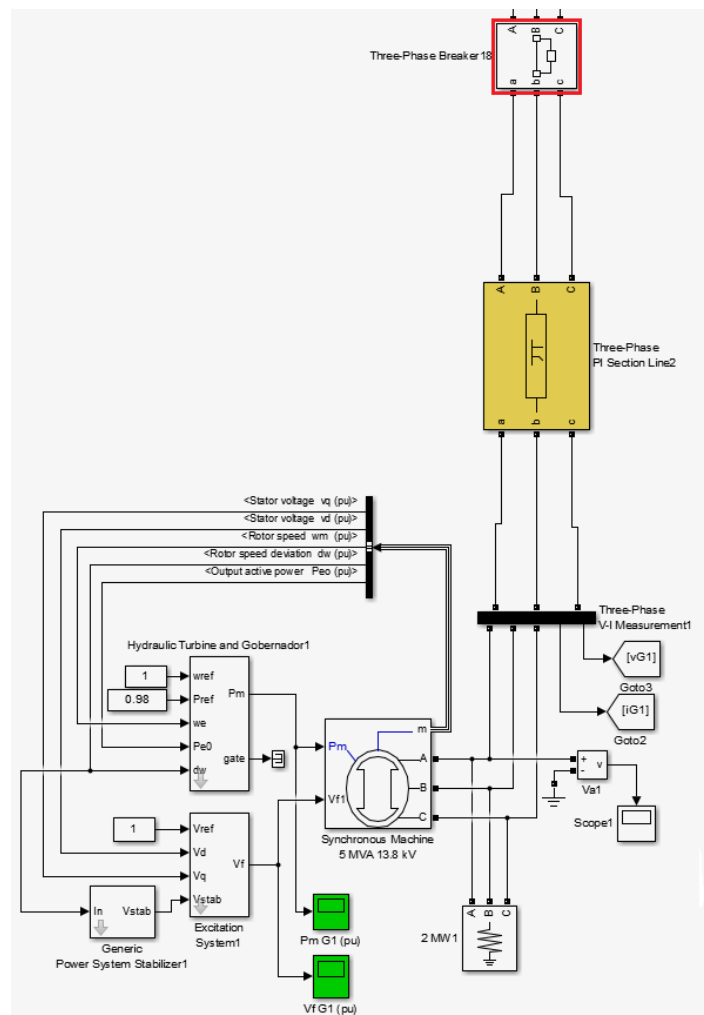 A B C
Three-Phase Breaker18
a b c
A B C
Three-Phase
PI Section Line2
a b c
<Stator voltage vq (pu)>
<Stator voltage vd (pu)>
<Rotor speed wm (pu)>
<Rotor speed deviation dw (pu)>
<Output active power Peo (pu)>
Three-Phase
V-I Measurement1
Hydraulic Turbine and Gobernador1
[vG1]
Goto3
1
wref
0.98
Pref
Pm
we
[iG1]
Goto2
Pe0
gate
dw
Pm
m
A
B
C
Vf1
+
-
v
Va1
Synchronous Machine
5 MVA 13.8 kV
Scope1
1
Vref
Vd
Vf
Vq
Vstab
In
Vstab
Excitation
System1
Generic
Power System Stabilizer1
Pm G1 (pu)
Vf G1 (pu)
A B C
2 MW1